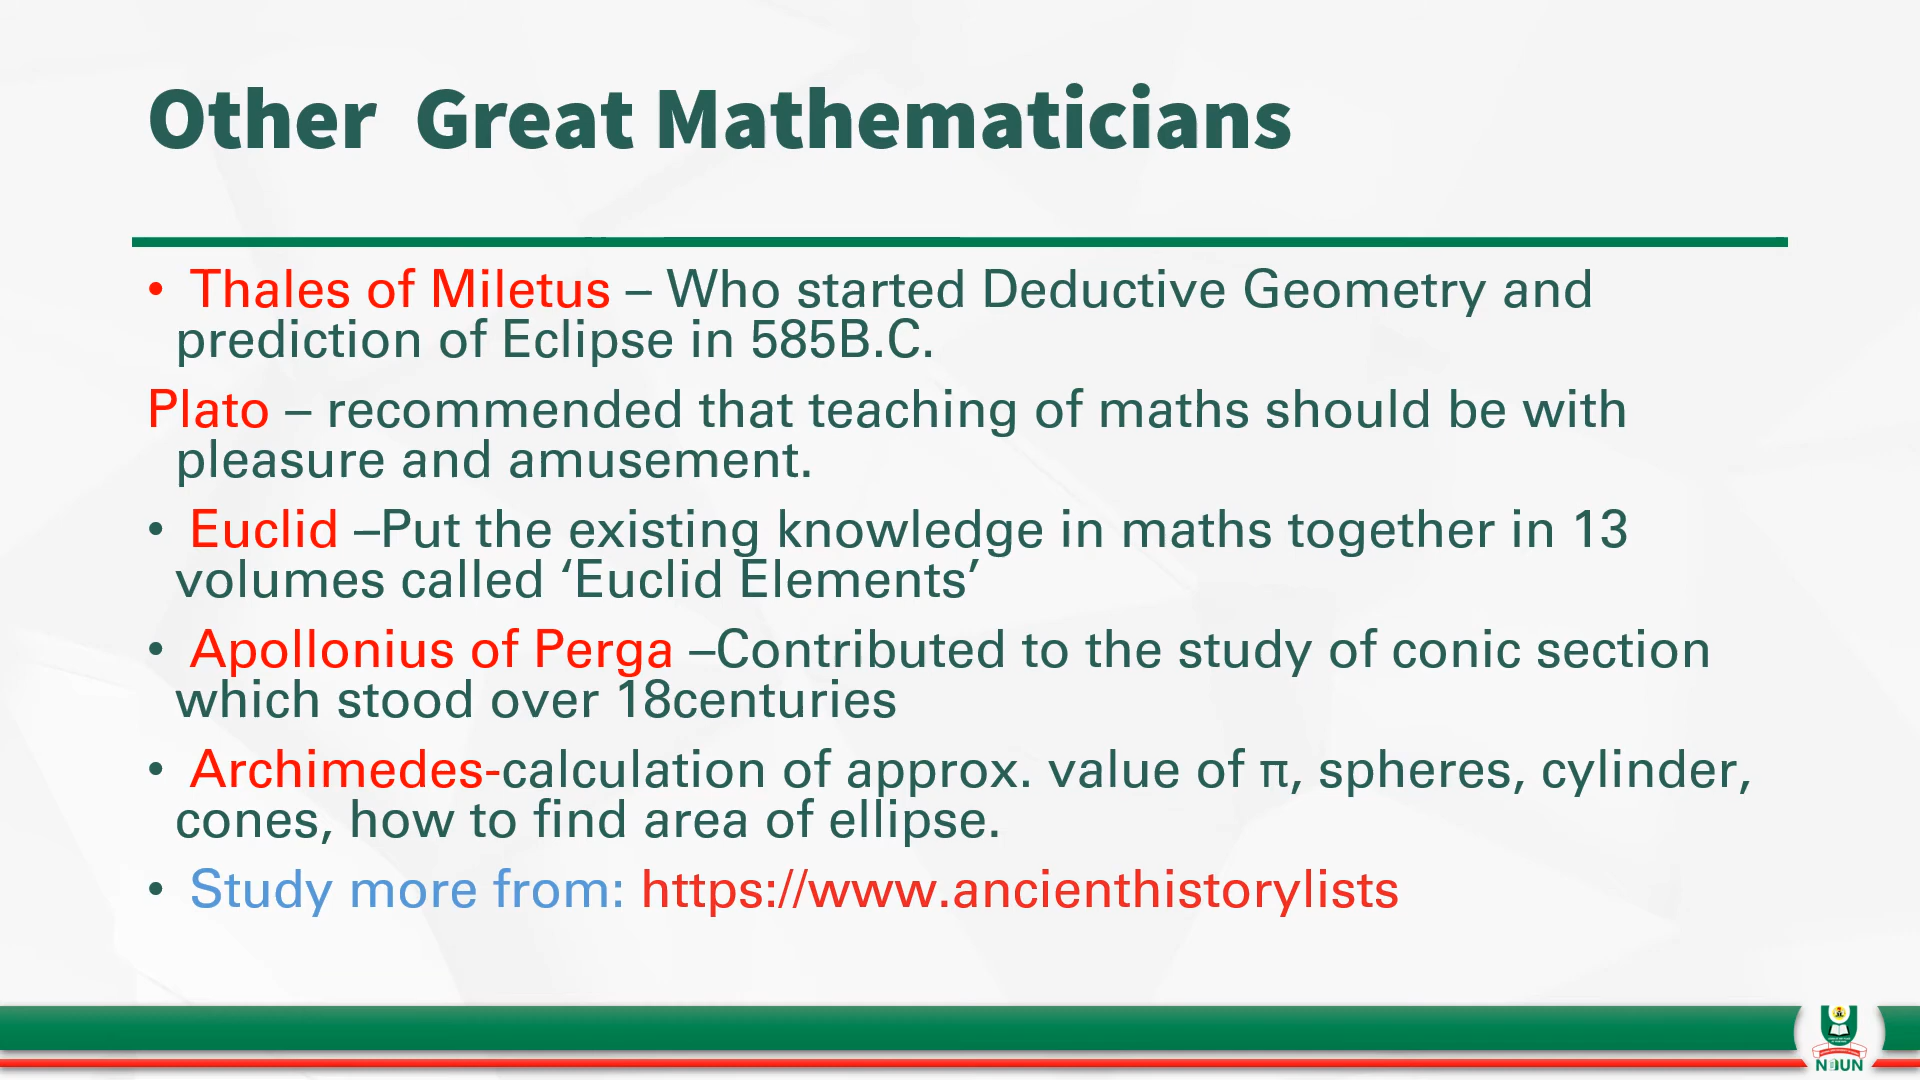 Other  Great Mathematicians
• Thales of Miletus – Who started Deductive Geometry and
prediction of Eclipse in 585B.C.
Plato – recommended that teaching of maths should be with
pleasure and amusement.
• Euclid –Put the existing knowledge in maths together in 13
volumes called ‘Euclid Elements’
• Apollonius of Perga –Contributed to the study of conic section
which stood over 18centuries
• Archimedes-calculation of approx. value of π, spheres, cylinder,
cones, how to find area of ellipse.
• Study more from: https://www.ancienthistorylists
NOUN